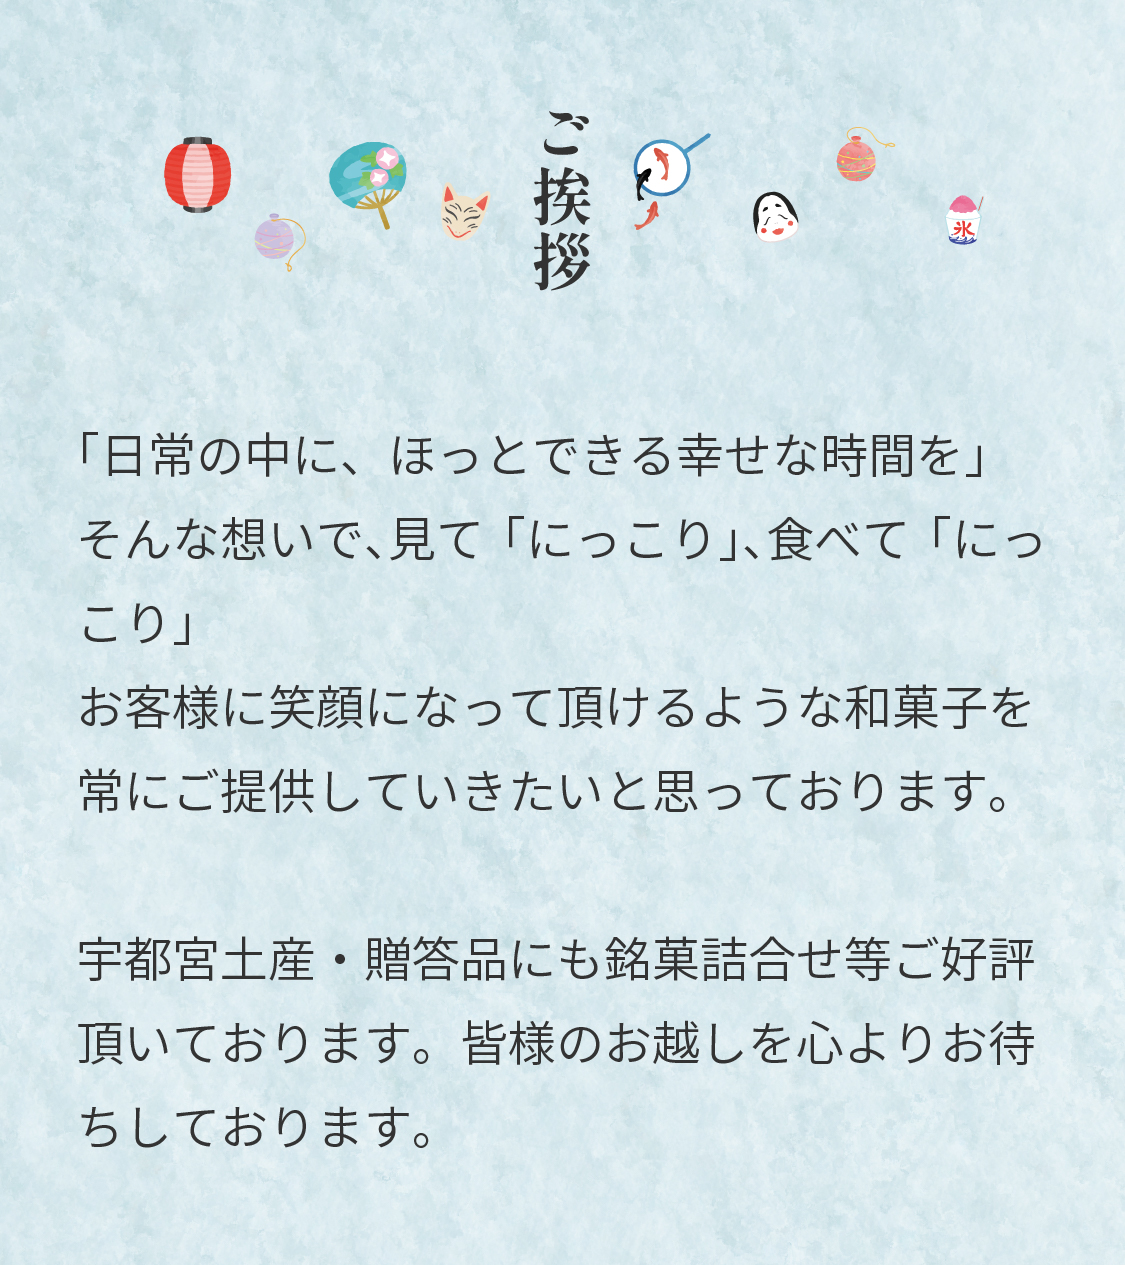 ご挨拶
氷
「日常の中に、ほっとできる幸せな時間を」
そんな想いで、見て「にっこり」、食べて「にっ
こり」
お客様に笑顔になって頂けるような和菓子を
常にご提供していきたいと思っております。
宇都宮土産・贈答品にも銘菓詰合せ等ご好評
頂いております。皆様のお越しを心よりお待
ちしております。